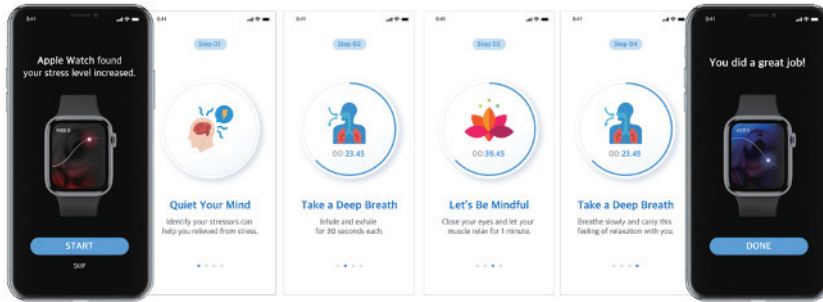 9:41
Apple Watch found
your stress level increased.
WED 6
START
SKIP
9:41
Step 01
Quiet Your Mind
Identify your stressors can
help you relieved from stress.
9:41
Step 02
00:23.45
Take a Deep Breath
Inhale and exhale
for 30 seconds each.
9:41
Step 03
00:39.45
Let's Be Mindful
Close your eyes and let your
muscle relax for 1 minute.
9:41
Step 04
00:23.45
Take a Deep Breath
Breathe slowly and carry this
feeling of relaxation with you.
9:41
You did a great job!
WED 6
DONE